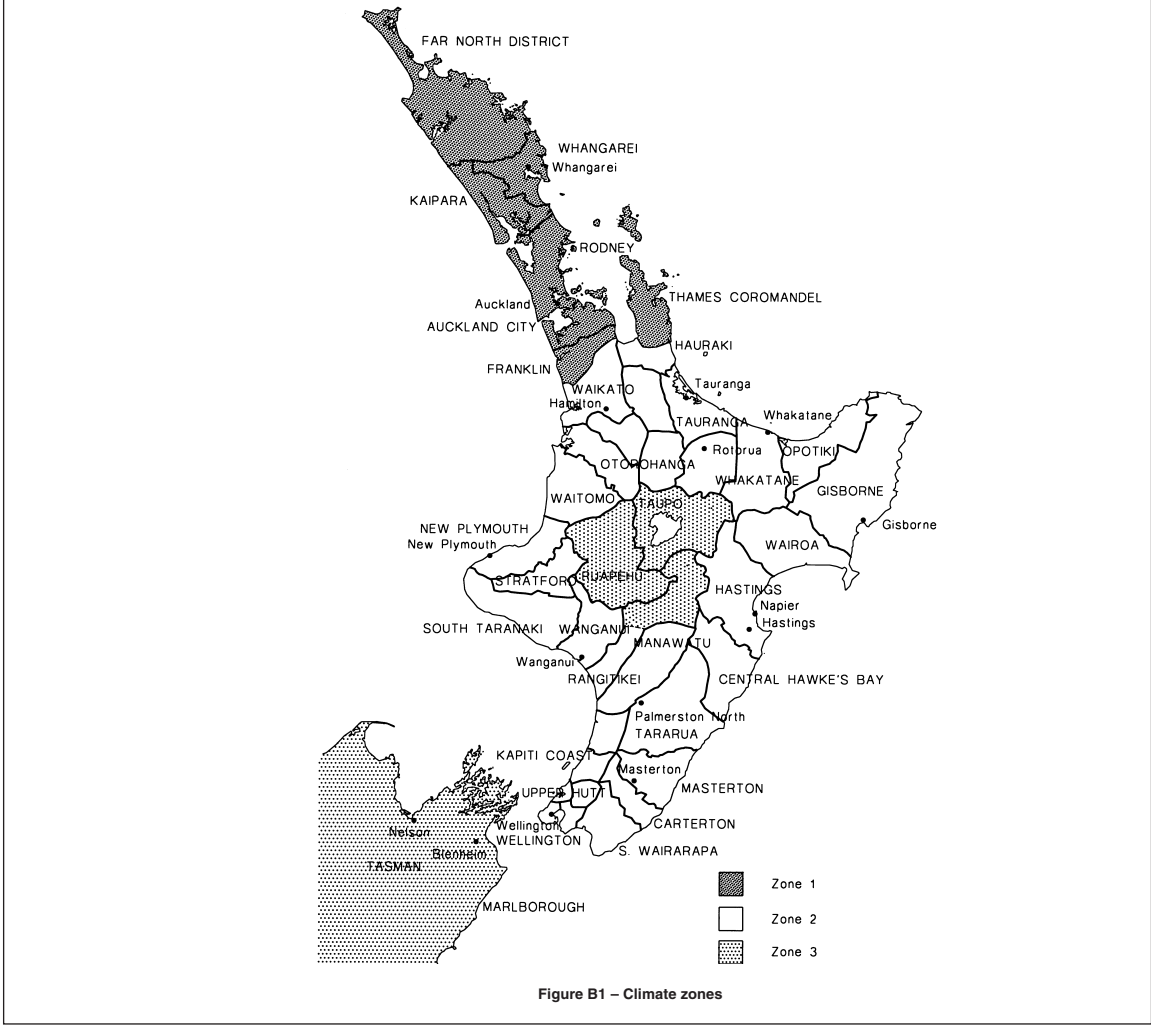 FAR NORTH DISTRICT
WHANGAREI
Whangarei
KAIPARA
RODNEY
THAMES COROMANDEL
Auckland
AUCKLAND CITY
HAURAKI
FRANKLIN
Tauranga
WAIKATO
Hamilton
Whakatane
TAURANGA
Rotorua
OPOTIKI
OTOROHANGA
WHAKATANE
GISBORNE
WAITOMO
TAUPO
Gisborne
NEW PLYMOUTH
New Plymouth
WAIROA
STRATFORD
RUAPEHU
HASTINGS
Napier
Hastings
SOUTH TARANAKI
WANGANUI
MANAWATU
Wanganui
RANGITIKEI
CENTRAL HAWKE'S BAY
Palmerston North
TARARUA
KAPITI COAST
Masterton
MASTERTON
UPPER HUTT
Wellington
WELLINGTON
CARTERTON
S. WAIRARAPA
Nelson
Blenheim
TASMAN
MARLBOROUGH
Zone 1
Zone 2
Zone 3
Figure B1 – Climate zones